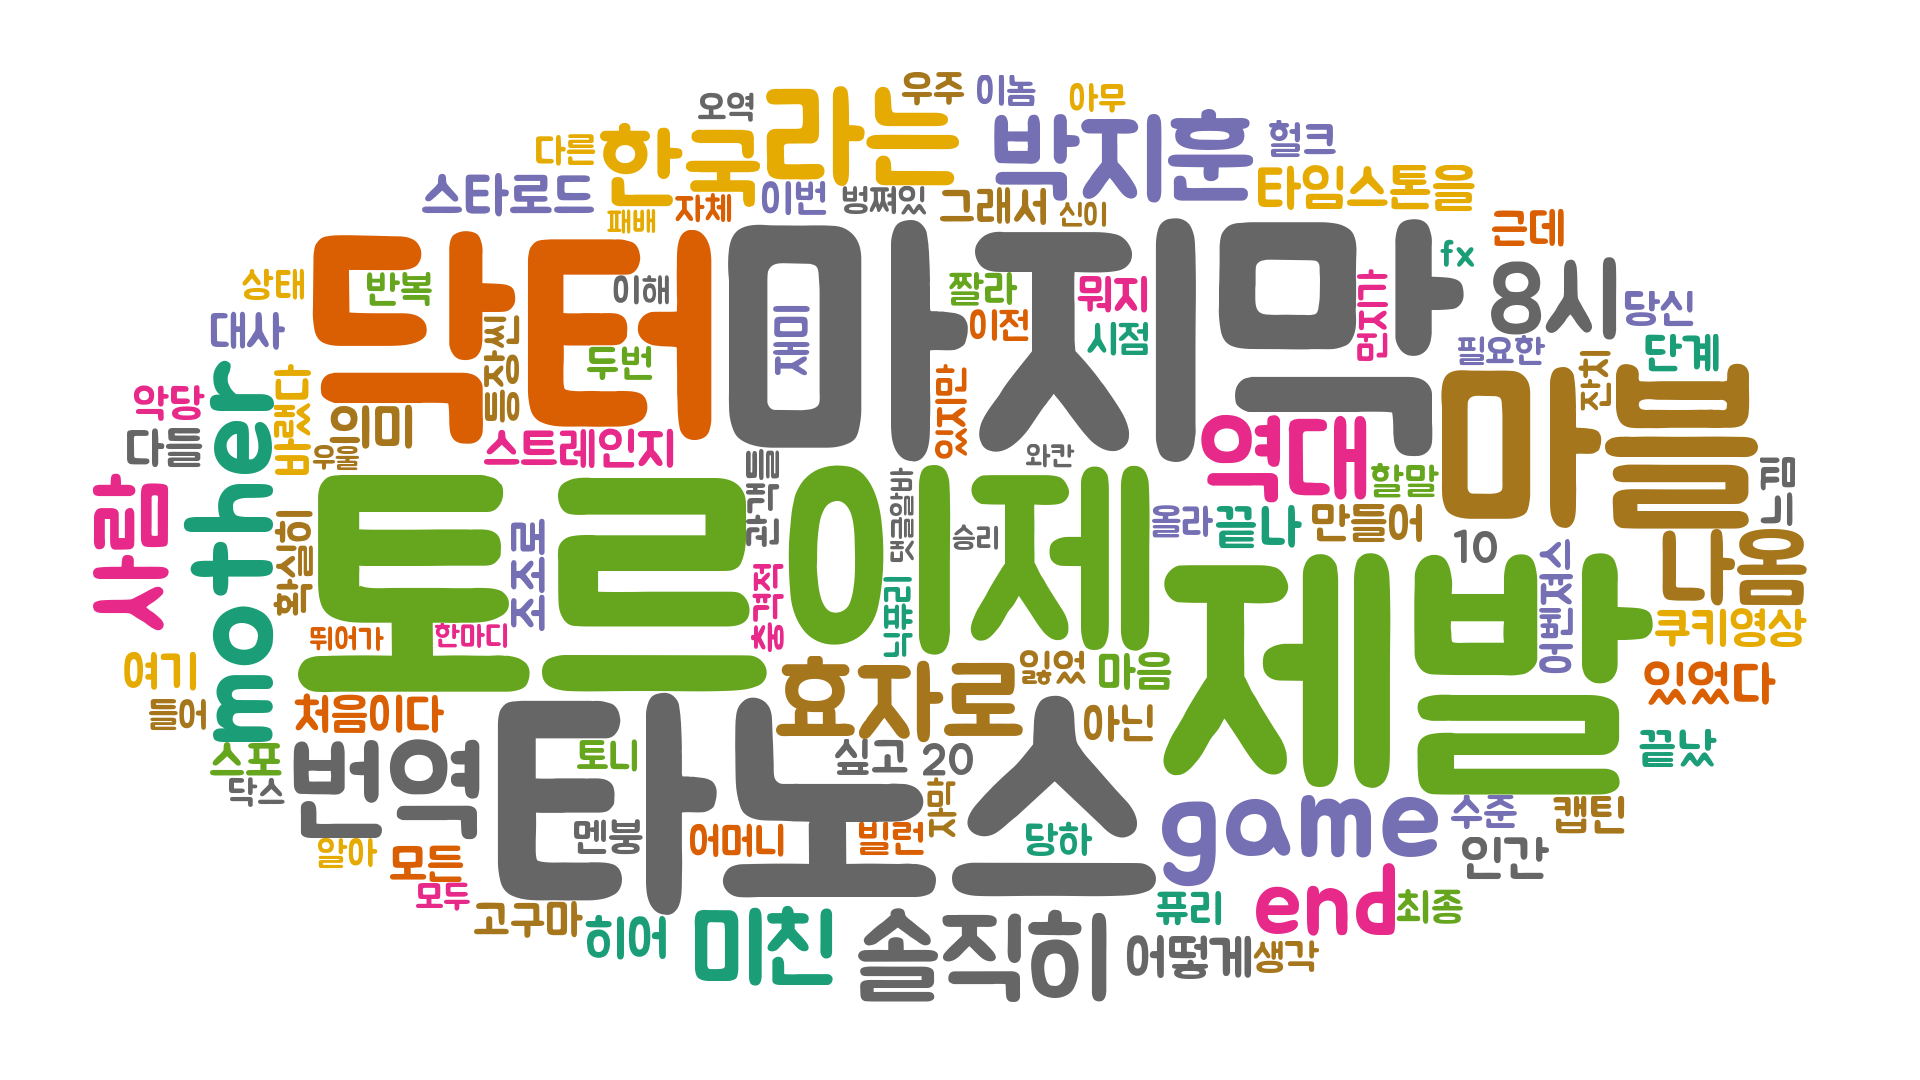 우주
이놈
아무
오역
라는
한국
박지훈
헐크
다른
스타로드
타임스톤을
자체
이번
벙쪄있
그래서
신이
패배
근데
닥터
마지막
fx
8시
당신
상태
반복
이해
짤라
뭐지
먼지가
대사
등장씬
두번
재미
이전
시점
필요한
단계
잔치
mother
악당
바랬다
의미
다들
우울
스트레인지
있지만
와칸
역대
할말
마블
느낌
사람
확실히
토르
조조로
관객들
댓글알바
이제
승리
올라
끝나
만들어
10
나옴
어벤져스
충격적
닉퓨리
제발
쿠키영상
뛰어가
한마디
여기
들어
처음이다
효자로
잃었
마음
아닌
있었다
스포
닥스
번역
토니
타노스
싶고
20
자막
끝났
알아
모든
모두
멘붕
어머니
빌런
당하
game
수준
캡틴
인간
고구마
히어
미친
솔직히
퓨리
end
최종
어떻게
생각